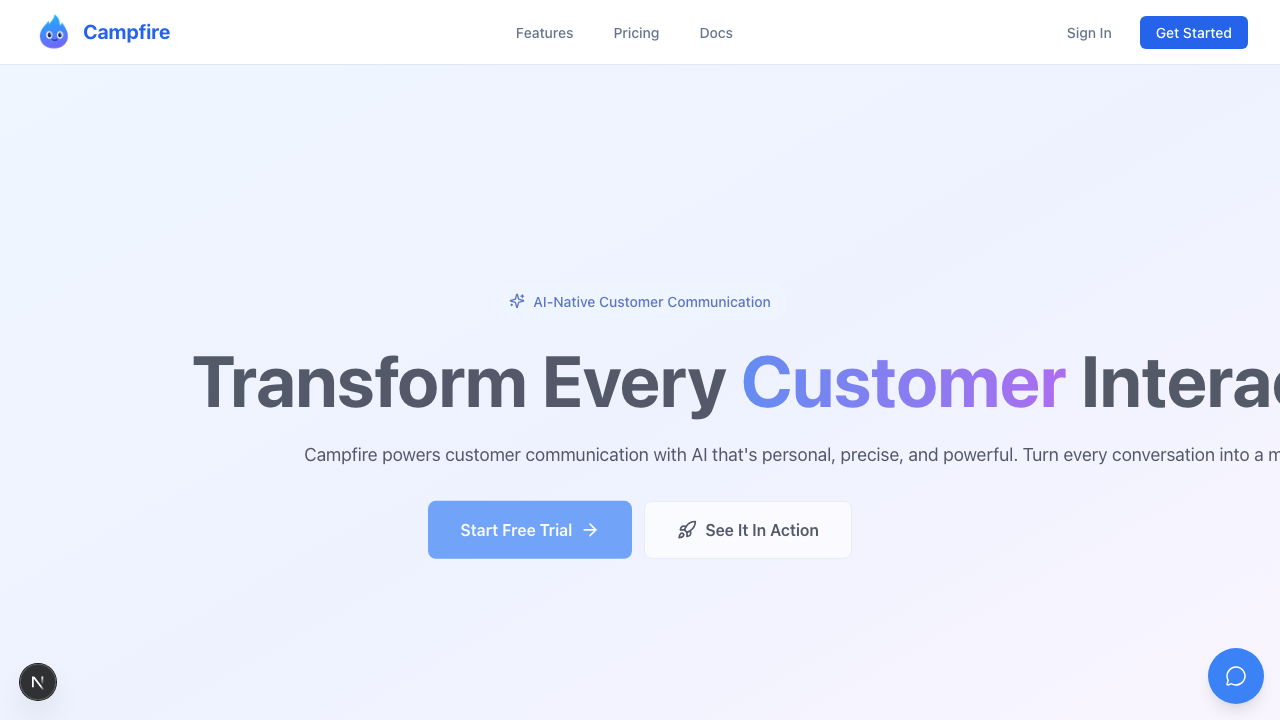 Campfire
Features
Pricing
Docs
Sign In
Get Started
AI-Native Customer Communication
Transform Every Customer Interac
Campfire powers customer communication with AI that's personal, precise, and powerful. Turn every conversation into a m
Start Free Trial
See It In Action
N